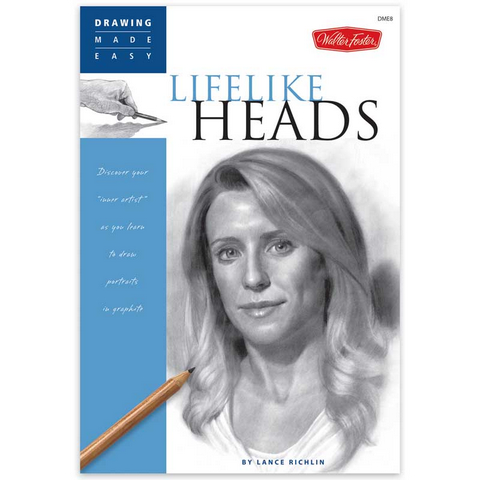 DRAWING
MADE
EASY
DME8
Walter Foster
LIFELIKE
HEADS
Discover your
"inner artist"
as you learn
to draw
portraits
in graphite
BY LANCE RICHLIN